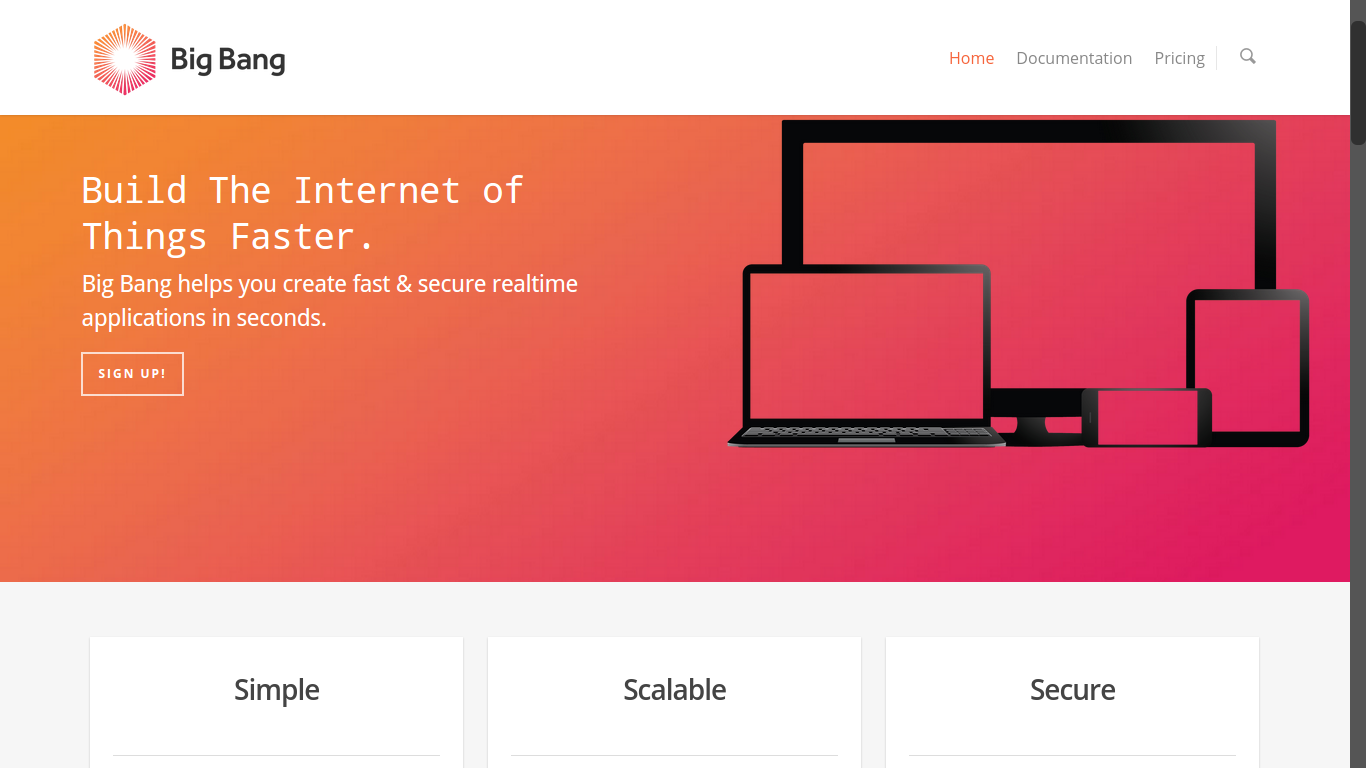 Big Bang
Home
Documentation
Pricing
Build The Internet of
Things Faster.
Big Bang helps you create fast & secure realtime
applications in seconds.
SIGN UP!
Simple
Scalable
Secure